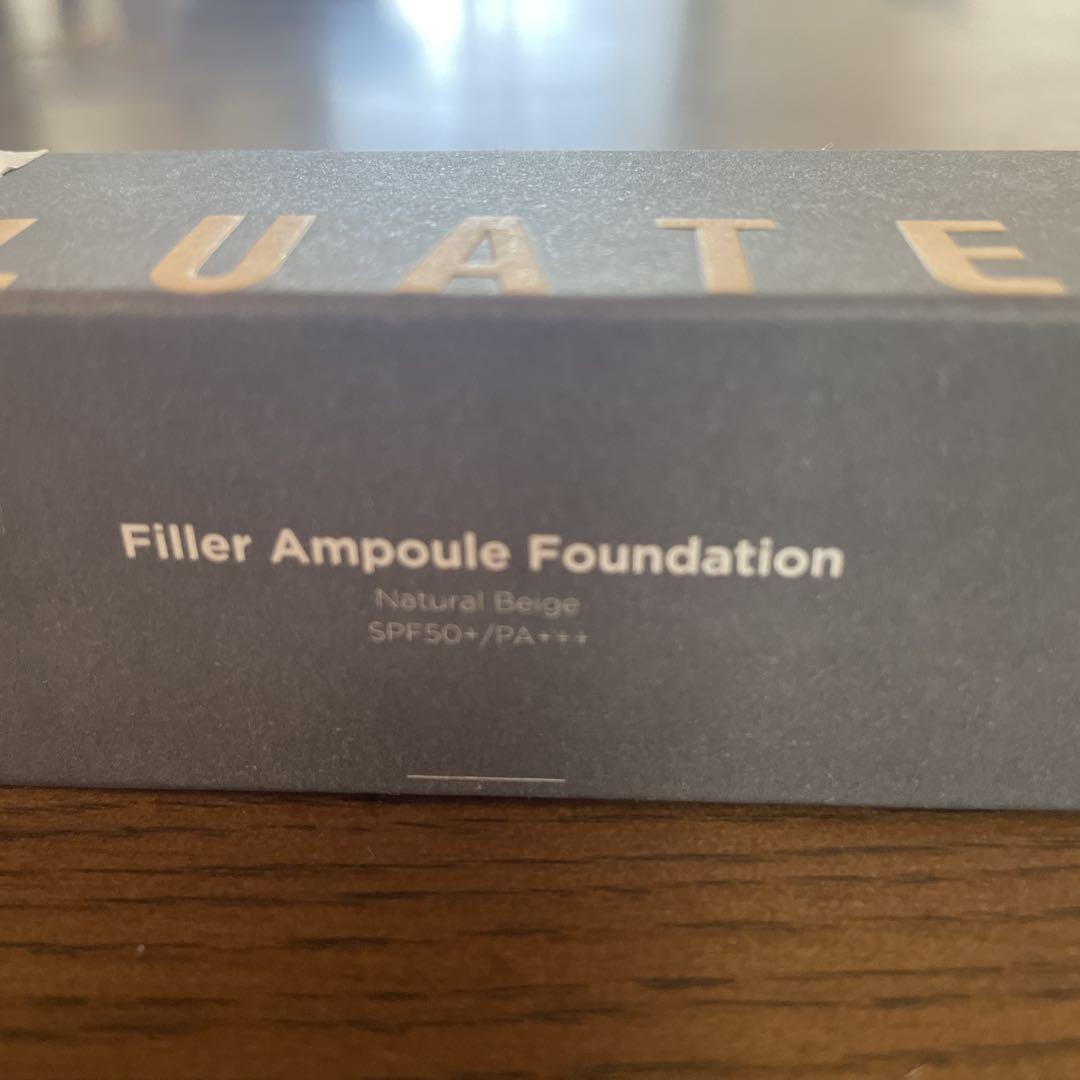 UATE
Filler Ampoule Foundation
Natural Beige
SPF50+/PA+++